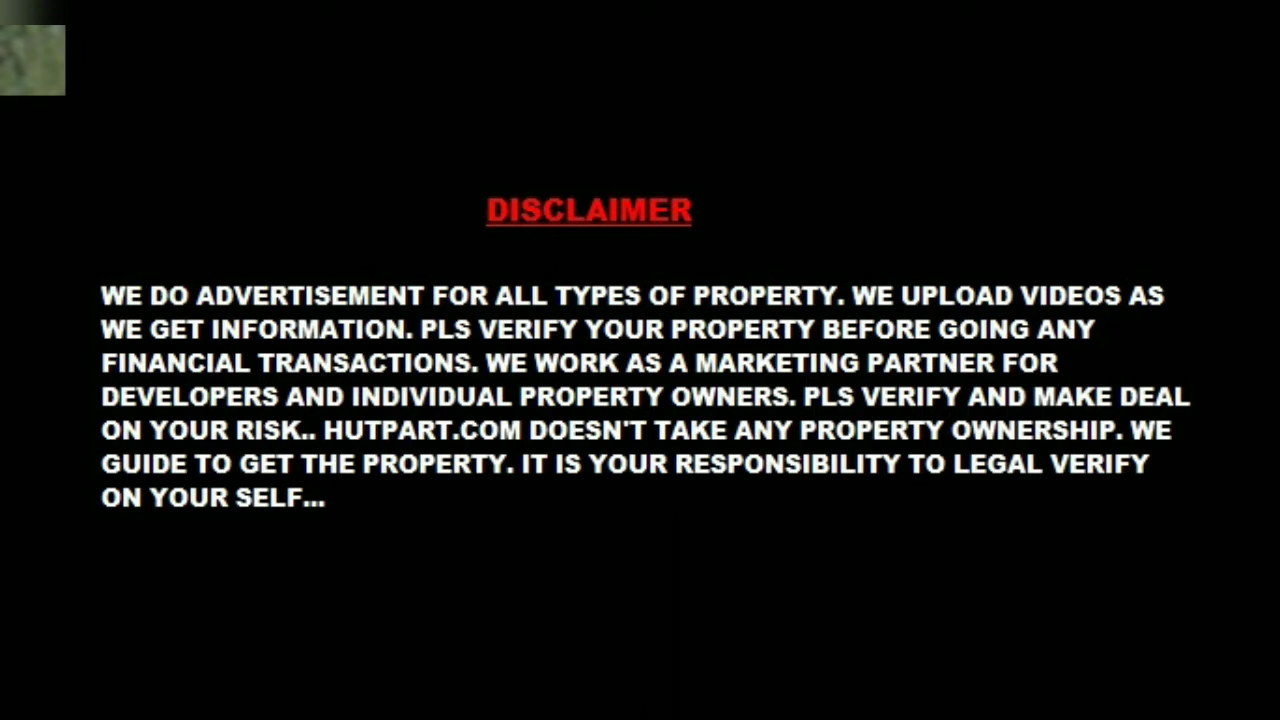 DISCLAIMER
WE DO ADVERTISEMENT FOR ALL TYPES OF PROPERTY. WE UPLOAD VIDEOS AS
WE GET INFORMATION. PLS VERIFY YOUR PROPERTY BEFORE GOING ANY
FINANCIAL TRANSACTIONS. WE WORK AS A MARKETING PARTNER FOR
DEVELOPERS AND INDIVIDUAL PROPERTY OWNERS. PLS VERIFY AND MAKE DEAL
ON YOUR RISK.. HUTPART.COM DOESN'T TAKE ANY PROPERTY OWNERSHIP. WE
GUIDE TO GET THE PROPERTY. IT IS YOUR RESPONSIBILITY TO LEGAL VERIFY
ON YOUR SELF...